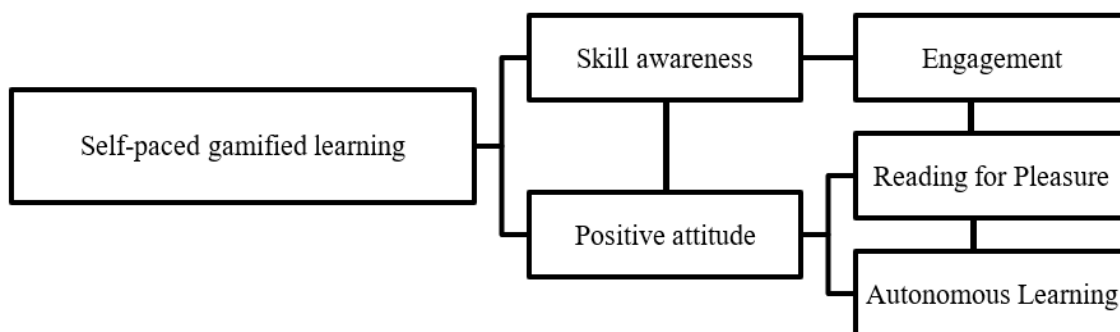 Self-paced gamified learning
Skill awareness
Positive attitude
Engagement
Reading for Pleasure
Autonomous Learning